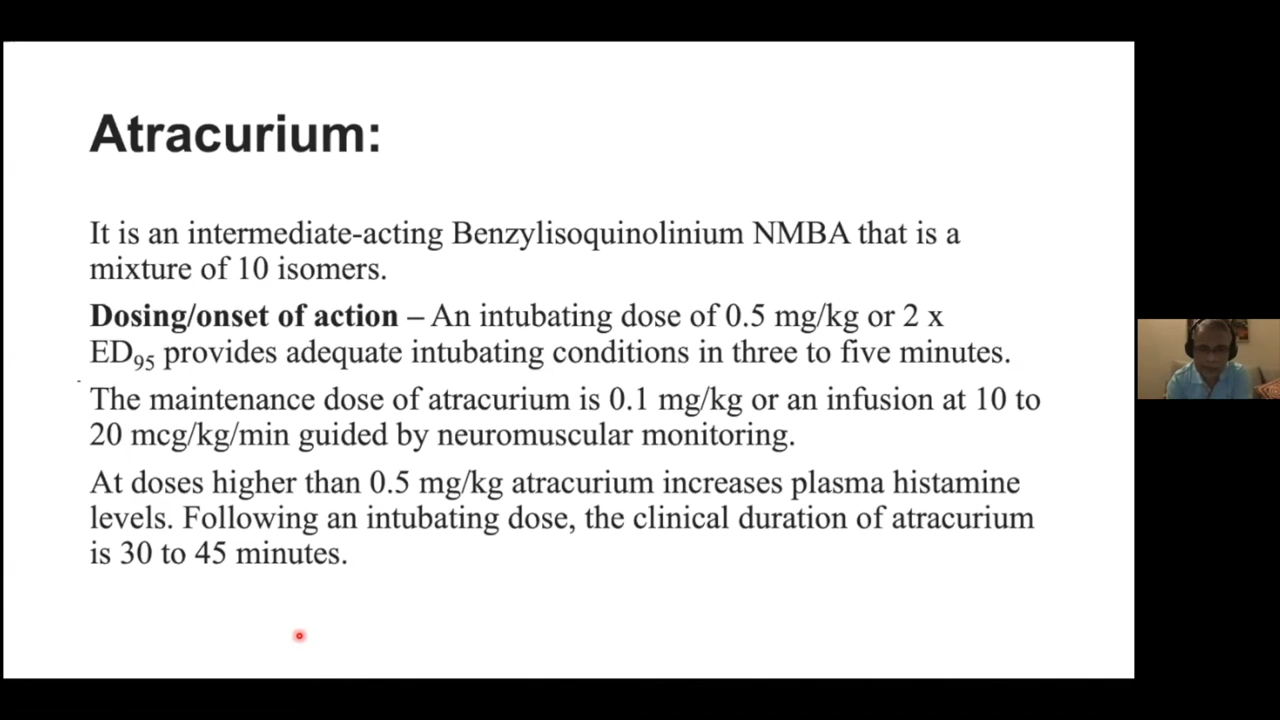 Atracurium:
It is an intermediate-acting Benzylisoquinolinium NMBA that is a
mixture of 10 isomers.
Dosing/onset of action – An intubating dose of 0.5 mg/kg or 2 x
ED95 provides adequate intubating conditions in three to five minutes.
The maintenance dose of atracurium is 0.1 mg/kg or an infusion at 10 to
20 mcg/kg/min guided by neuromuscular monitoring.
At doses higher than 0.5 mg/kg atracurium increases plasma histamine
levels. Following an intubating dose, the clinical duration of atracurium
is 30 to 45 minutes.